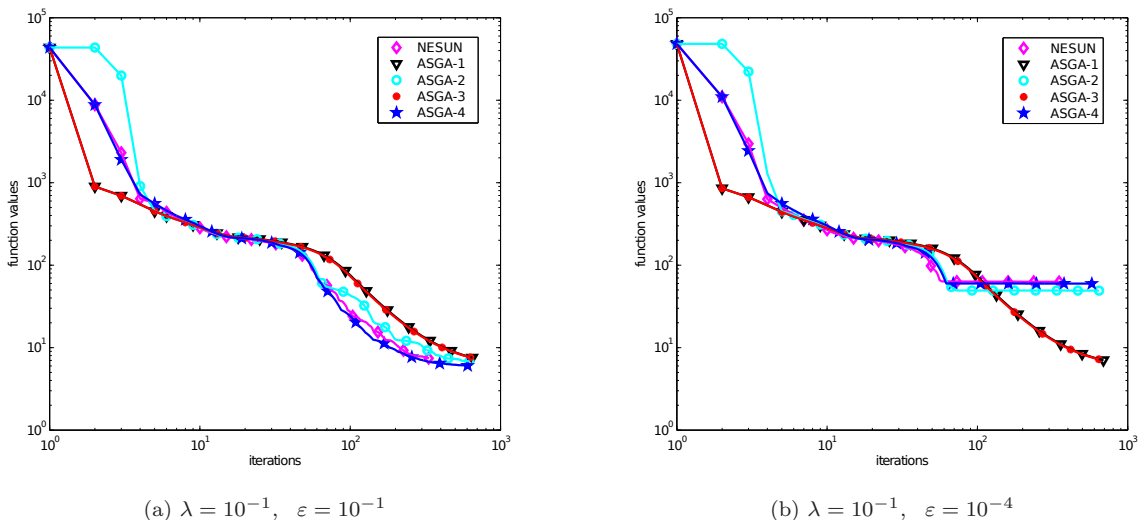 10^5
10^4
10^3
10^2
10^1
10^0
function values
NESUN
ASGA-1
ASGA-2
ASGA-3
ASGA-4
10^0
10^1
10^2
10^3
iterations
(a) λ = 10^{-1}, ε = 10^{-1}
10^5
10^4
10^3
10^2
10^1
10^0
function values
NESUN
ASGA-1
ASGA-2
ASGA-3
ASGA-4
10^0
10^1
10^2
10^3
iterations
(b) λ = 10^{-1}, ε = 10^{-4}